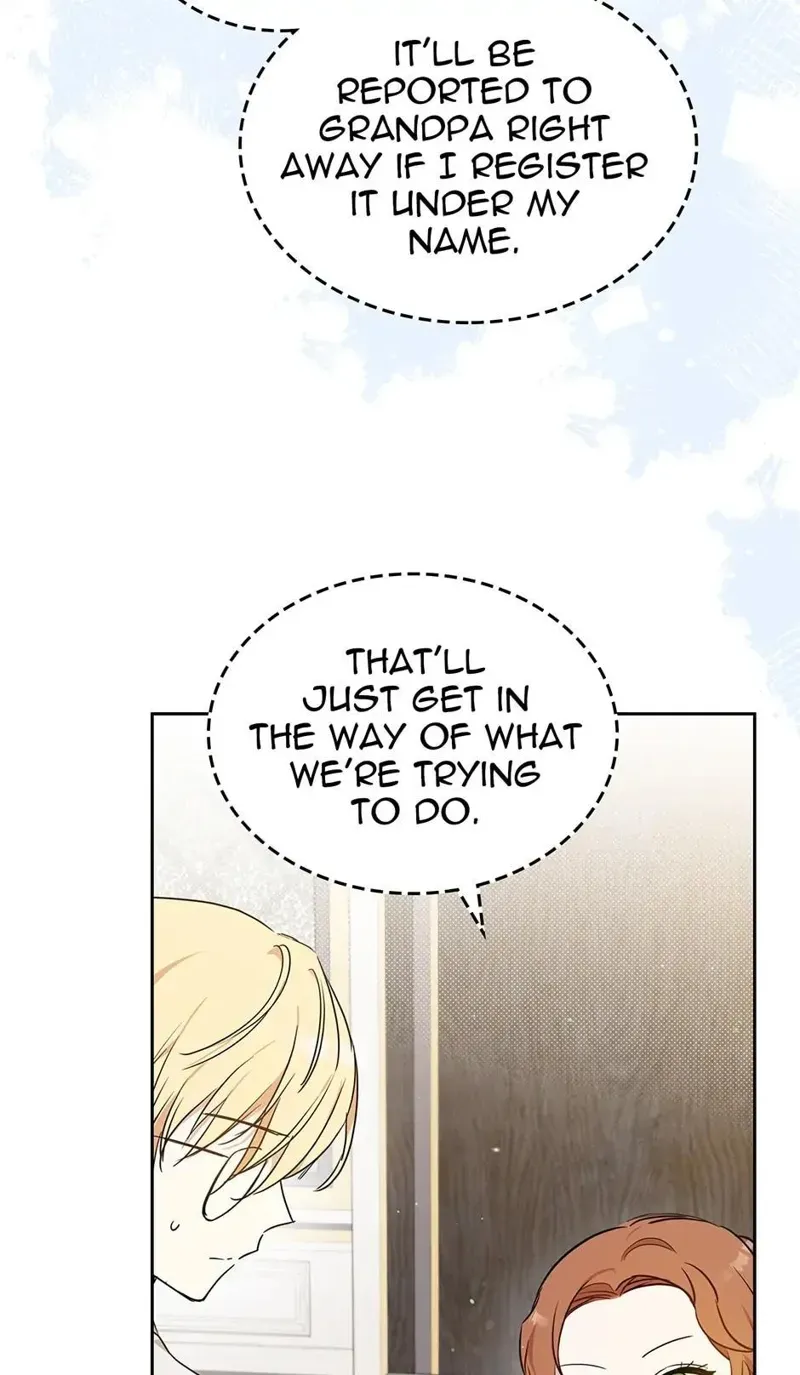 IT'LL BE
REPORTED TO
GRANDPA RIGHT
AWAY IF I REGISTER
IT UNDER MY
NAME.
THAT'LL
JUST GET IN
THE WAY OF WHAT
WE'RE TRYING
TO DO.